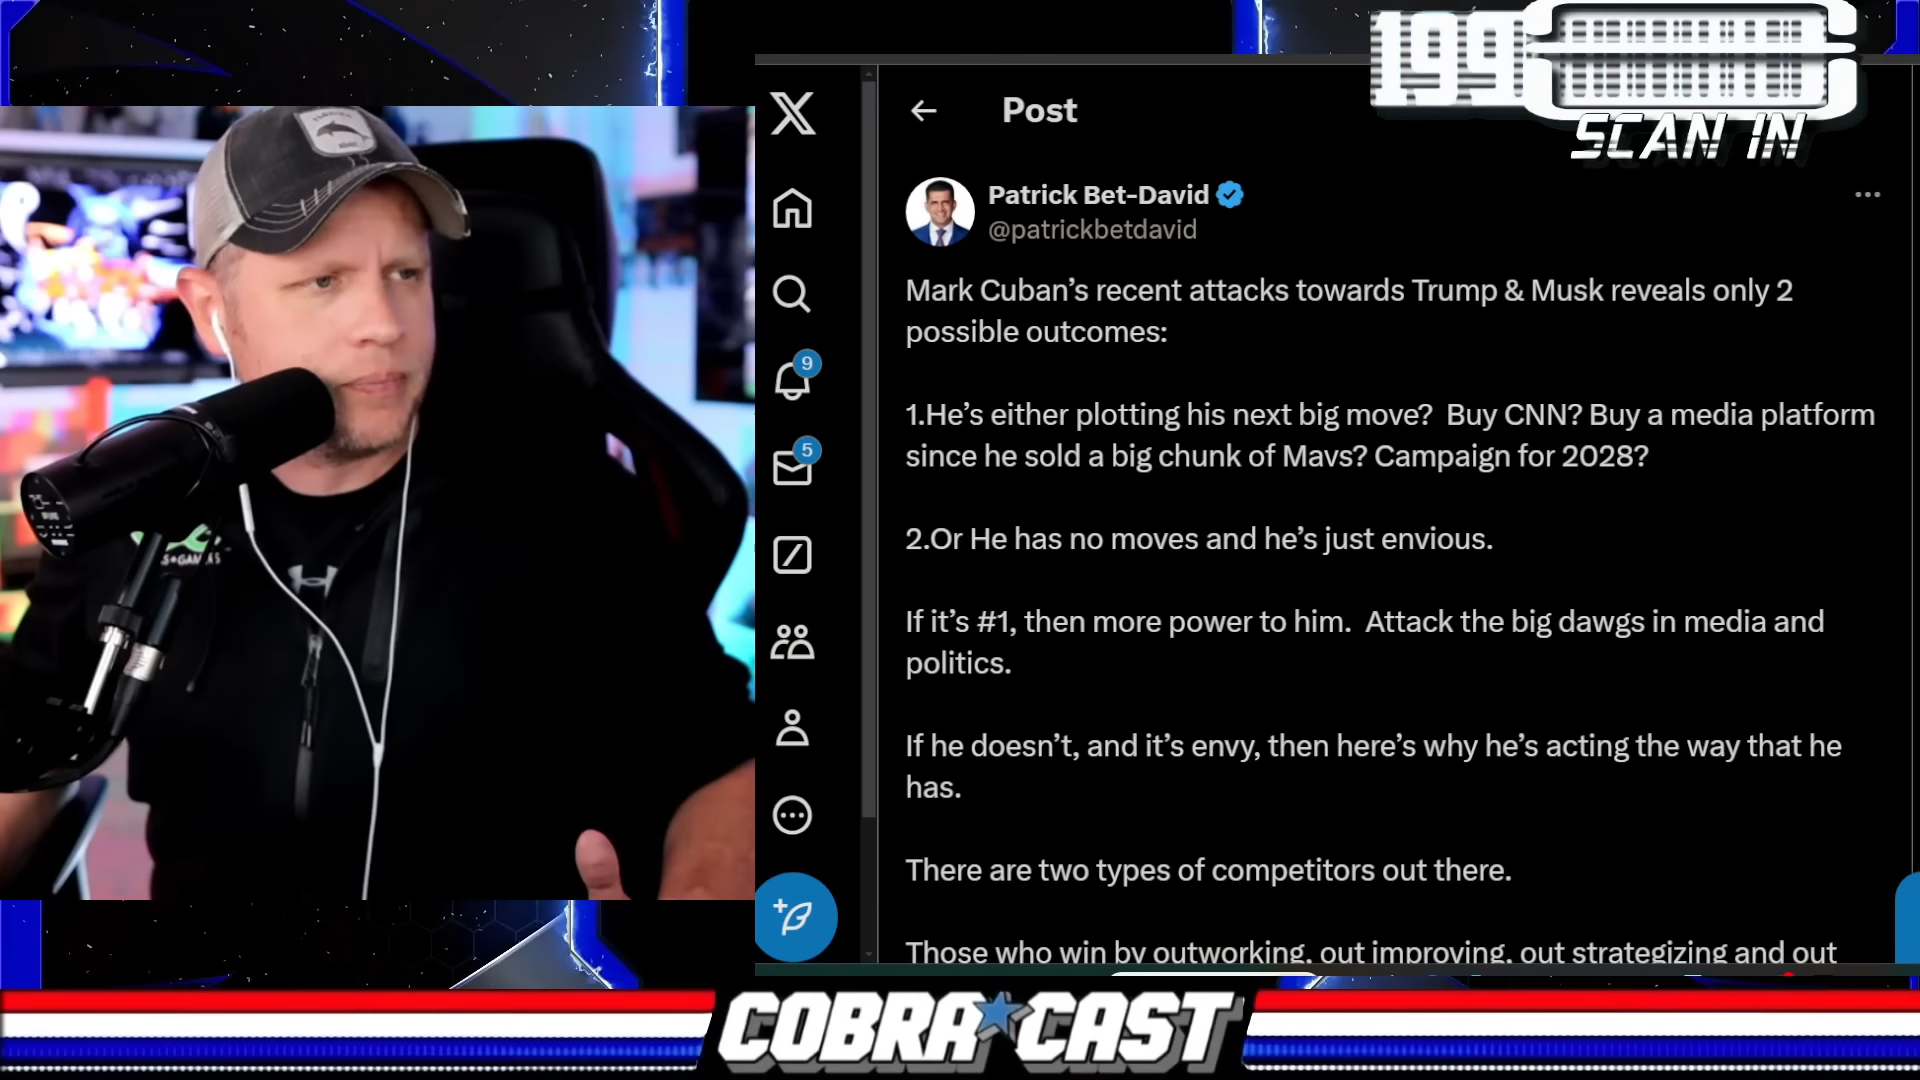 199
SCAN IN
Post
Patrick Bet-David
@patrickbetdavid
Mark Cuban’s recent attacks towards Trump & Musk reveals only 2
possible outcomes:
1.He’s either plotting his next big move?  Buy CNN? Buy a media platform
since he sold a big chunk of Mavs? Campaign for 2028?
2.Or He has no moves and he’s just envious.
If it’s #1, then more power to him.  Attack the big dawgs in media and
politics.
If he doesn’t, and it’s envy, then here’s why he’s acting the way that he
has.
There are two types of competitors out there.
Those who win by outworking, out improving, out strategizing and out
9
5
COBRA CAST